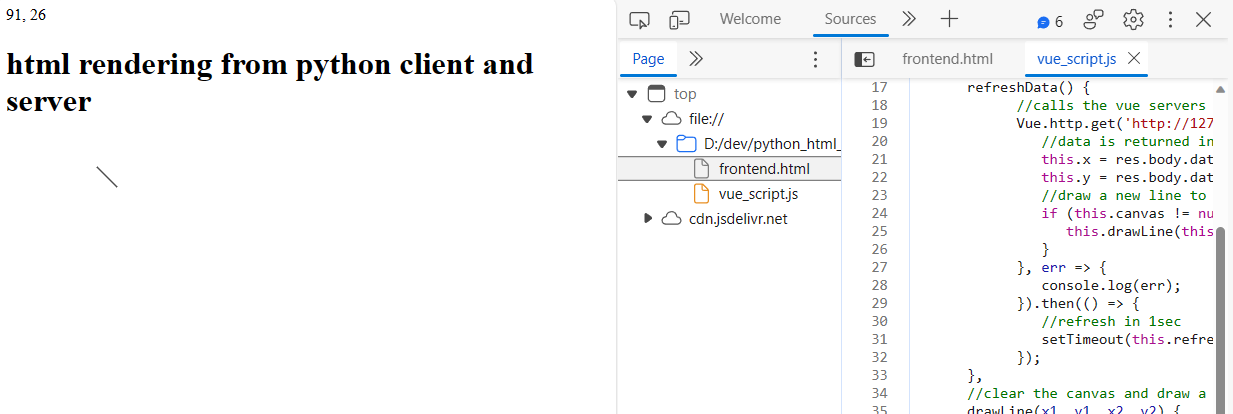 91, 26
html rendering from python client and
server
Welcome
Sources
6
Page
top
file://
D:/dev/python_html_
frontend.html
vue_script.js
cdn.jsdelivr.net
frontend.html
vue_script.js
17 refreshData() {
18 //calls the vue servers
19 Vue.http.get('http://127
20 //data is returned in
21 this.x = res.body.dat
22 this.y = res.body.dat
23 //draw a new line to
24 if (this.canvas != nu
25 this.drawLine(this
26 }
27 }, err => {
28 console.log(err);
29 }).then(() => {
30 //refresh in 1sec
31 setTimeout(this.refre
32 });
33 },
34 //clear the canvas and draw a
35 drawLine(x1, y1, x2, y2) {